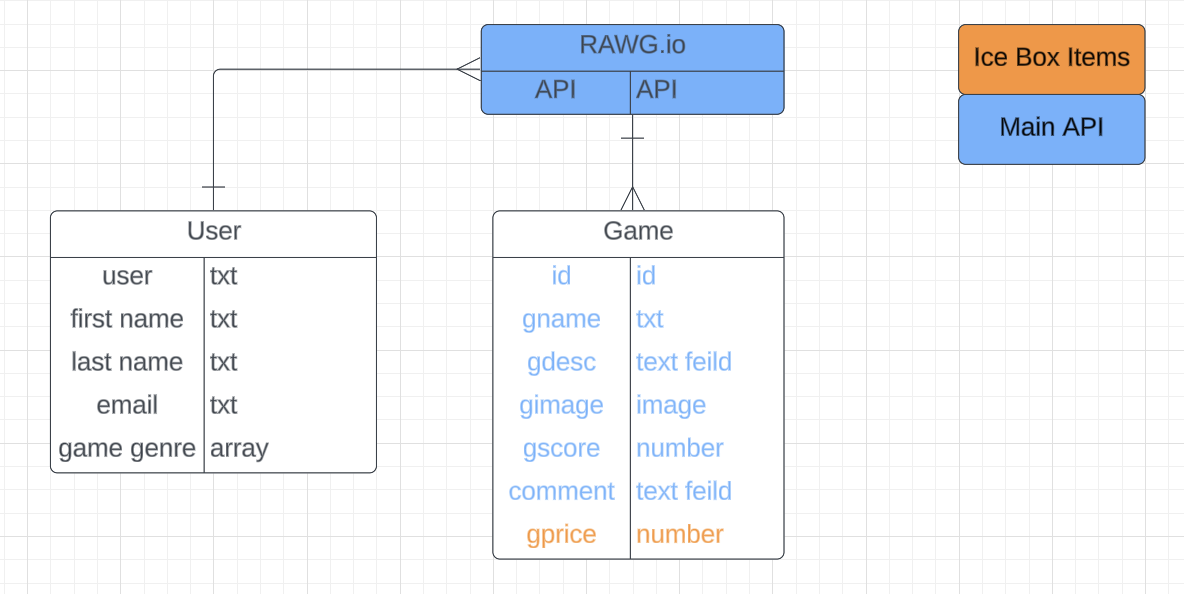 RAWG.io
API API
Ice Box Items
Main API
User
user txt
first name txt
last name txt
email txt
game genre array
Game
id id
gname txt
gdesc text feild
gimage image
gscore number
comment text feild
gprice number